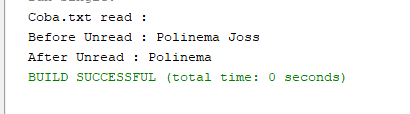 Coba.txt read :
Before Unread : Polinema Joss
After Unread : Polinema
BUILD SUCCESSFUL (total time: 0 seconds)